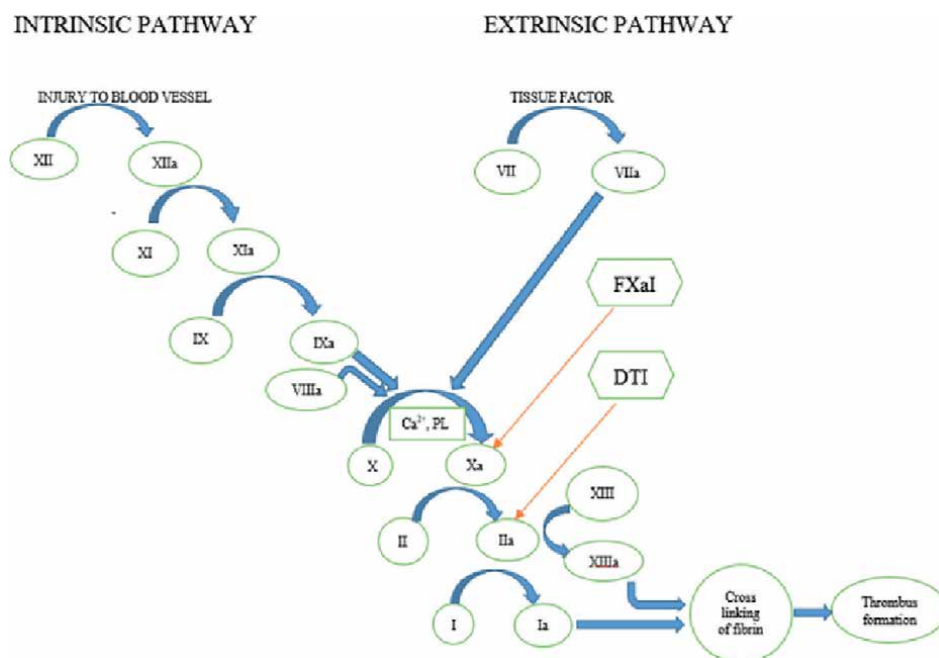 INTRINSIC PATHWAY
EXTRINSIC PATHWAY
INJURY TO BLOOD VESSEL
TISSUE FACTOR
XII
XIIa
VII
VIIa
XI
XIa
FXaI
IX
IXa
DTI
VIIIa
Ca²⁺, PL
X
Xa
XIII
II
IIa
XIIIa
I
Ia
Cross
linking
of fibrin
Thrombus
formation